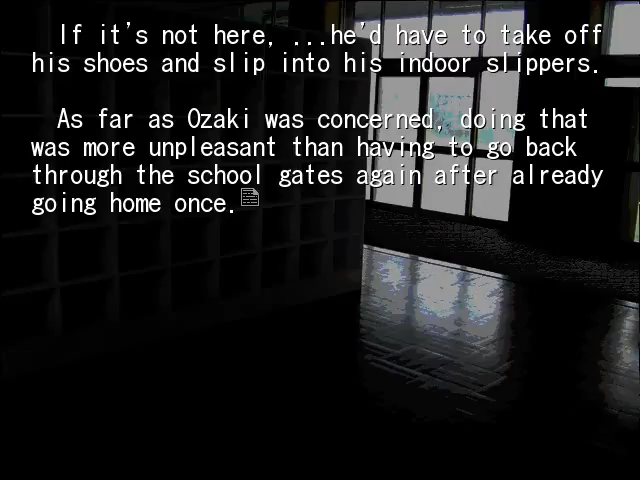 If it's not here, ...he'd have to take off
his shoes and slip into his indoor slippers.
As far as Ozaki was concerned, doing that
was more unpleasant than having to go back
through the school gates again after already
going home once.